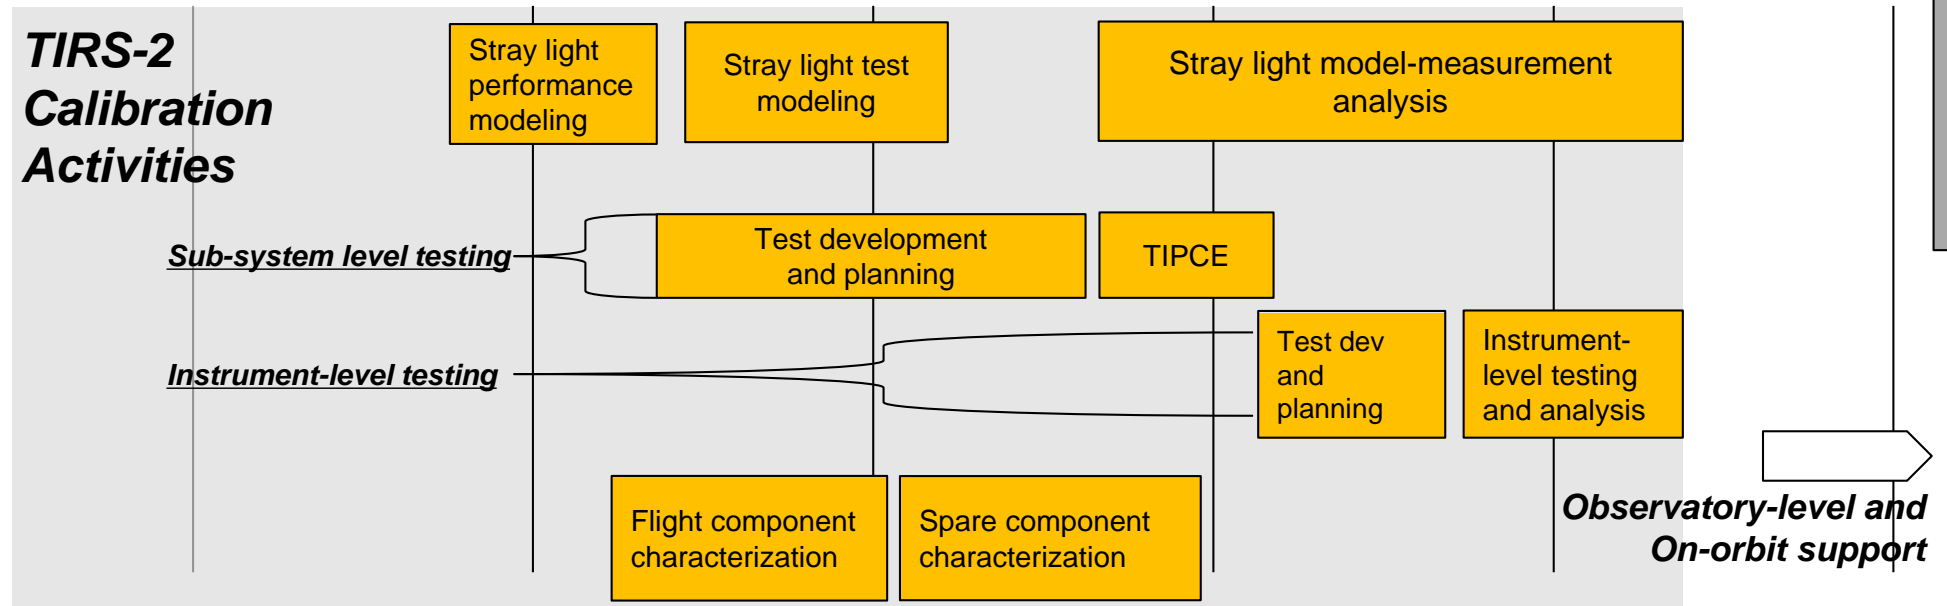 TIRS-2
Calibration
Activities
Stray light
performance
modeling
Stray light test
modeling
Stray light model-measurement
analysis
Sub-system level testing
Test development
and planning
TIPCE
Instrument-level testing
Test dev
and
planning
Instrument-
level testing
and analysis
Flight component
characterization
Spare component
characterization
Observatory-level and
On-orbit support